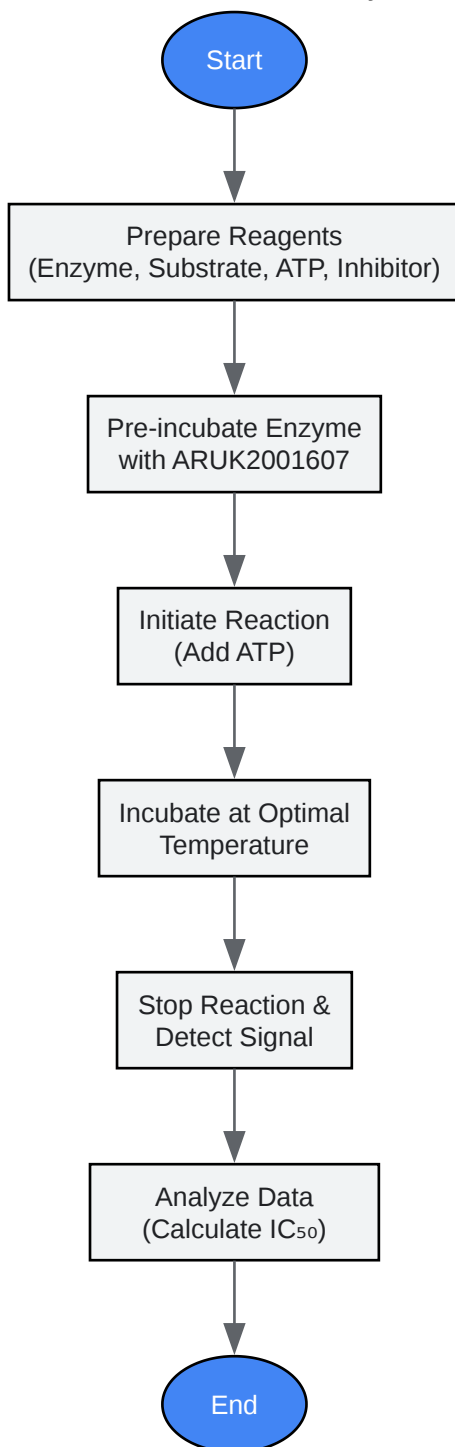 Start
Prepare Reagents
(Enzyme, Substrate, ATP, Inhibitor)
Pre-incubate Enzyme
with ARUK2001607
Initiate Reaction
(Add ATP)
Incubate at Optimal
Temperature
Stop Reaction &
Detect Signal
Analyze Data
(Calculate IC₅₀)
End